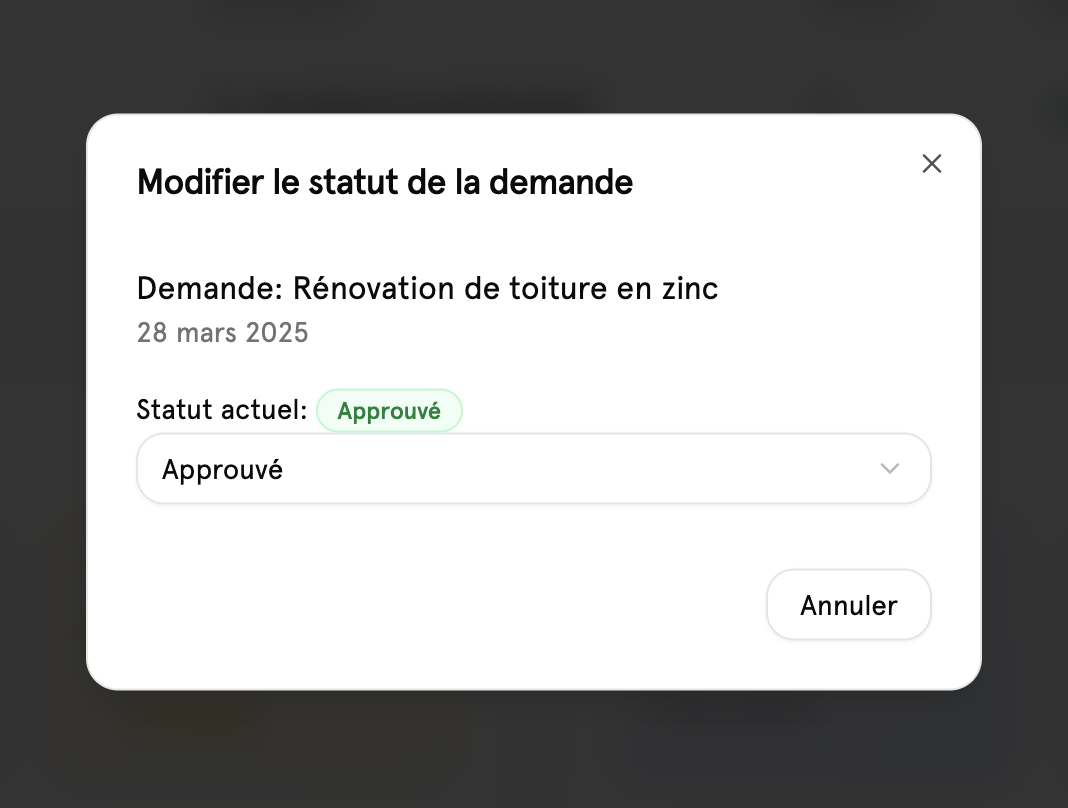 Modifier le statut de la demande
Demande: Rénovation de toiture en zinc
28 mars 2025
Statut actuel: Approuvé
Approuvé
Annuler